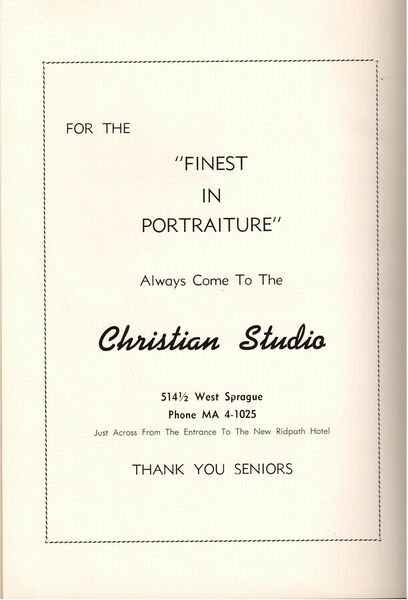 FOR THE
"FINEST
IN
PORTRAITURE"
Always Come To The
Christian Studio
514½ West Sprague
Phone MA 4-1025
Just Across From The Entrance To The New Ridpath Hotel
THANK YOU SENIORS